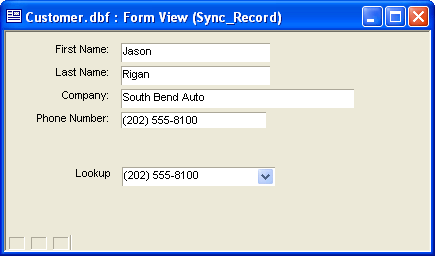 Customer.dbf : Form View (Sync_Record)
First Name: Jason
Last Name: Rigan
Company: South Bend Auto
Phone Number: (202) 555-8100
Lookup (202) 555-8100